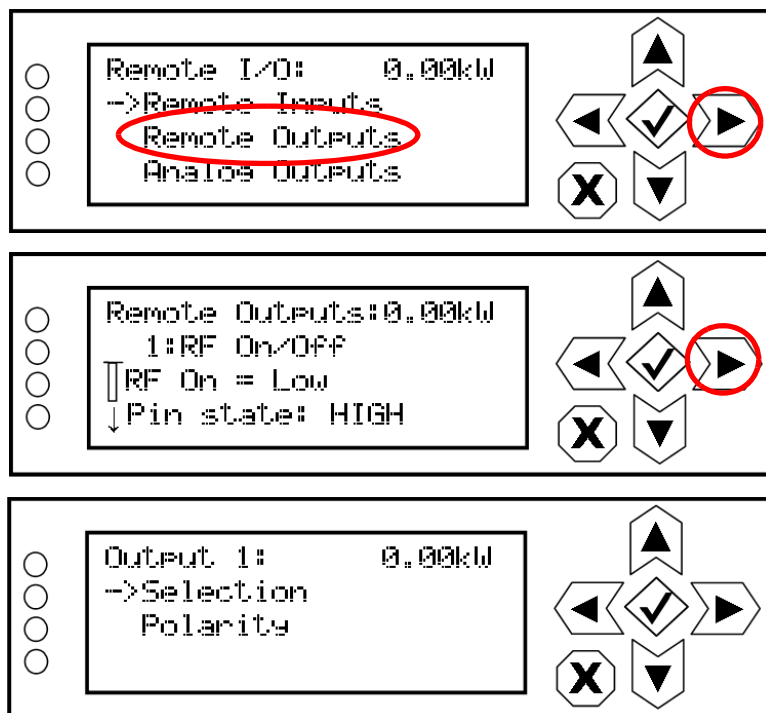 Remote I/O: 0.00kW
->Remote Inputs
Remote Outputs
Analog Outputs
X
Remote Outputs:0.00kW
1:RF On/Off
RF On = Low
↓Pin state: HIGH
X
Output 1: 0.00kW
->Selection
Polarity
X